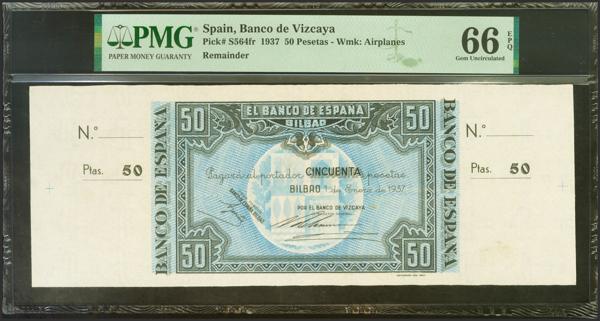 PMG
PAPER MONEY GUARANTY
Spain, Banco de Vizcaya
Pick# S564fr 1937 50 Pesetas - Wmk: Airplanes
Remainder
66 EPQ
Gem Uncirculated
N.º
Ptas. 50
BANCO DE ESPAÑA
50
EL BANCO DE ESPAÑA
BILBAO
50
Pagará al portador CINCUENTA pesetas
BILBAO 1 de Enero de 1937
POR EL BANCO DE VIZCAYA
50
50
BANCO DE ESPAÑA
N.º
Ptas. 50